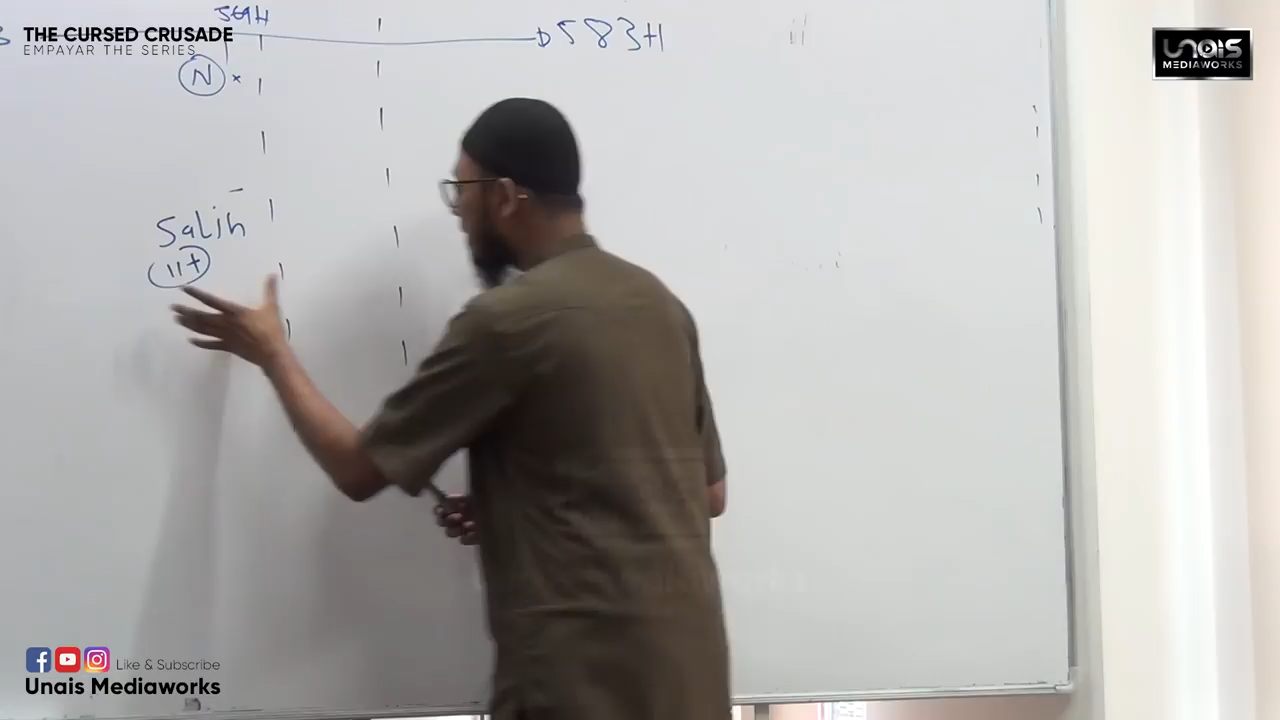 THE CURSED CRUSADE
EMPAYAR THE SERIES
569H
583H
N
UNAIS
MEDIAWORKS
Salih
11+
Like & Subscribe
Unais Mediaworks